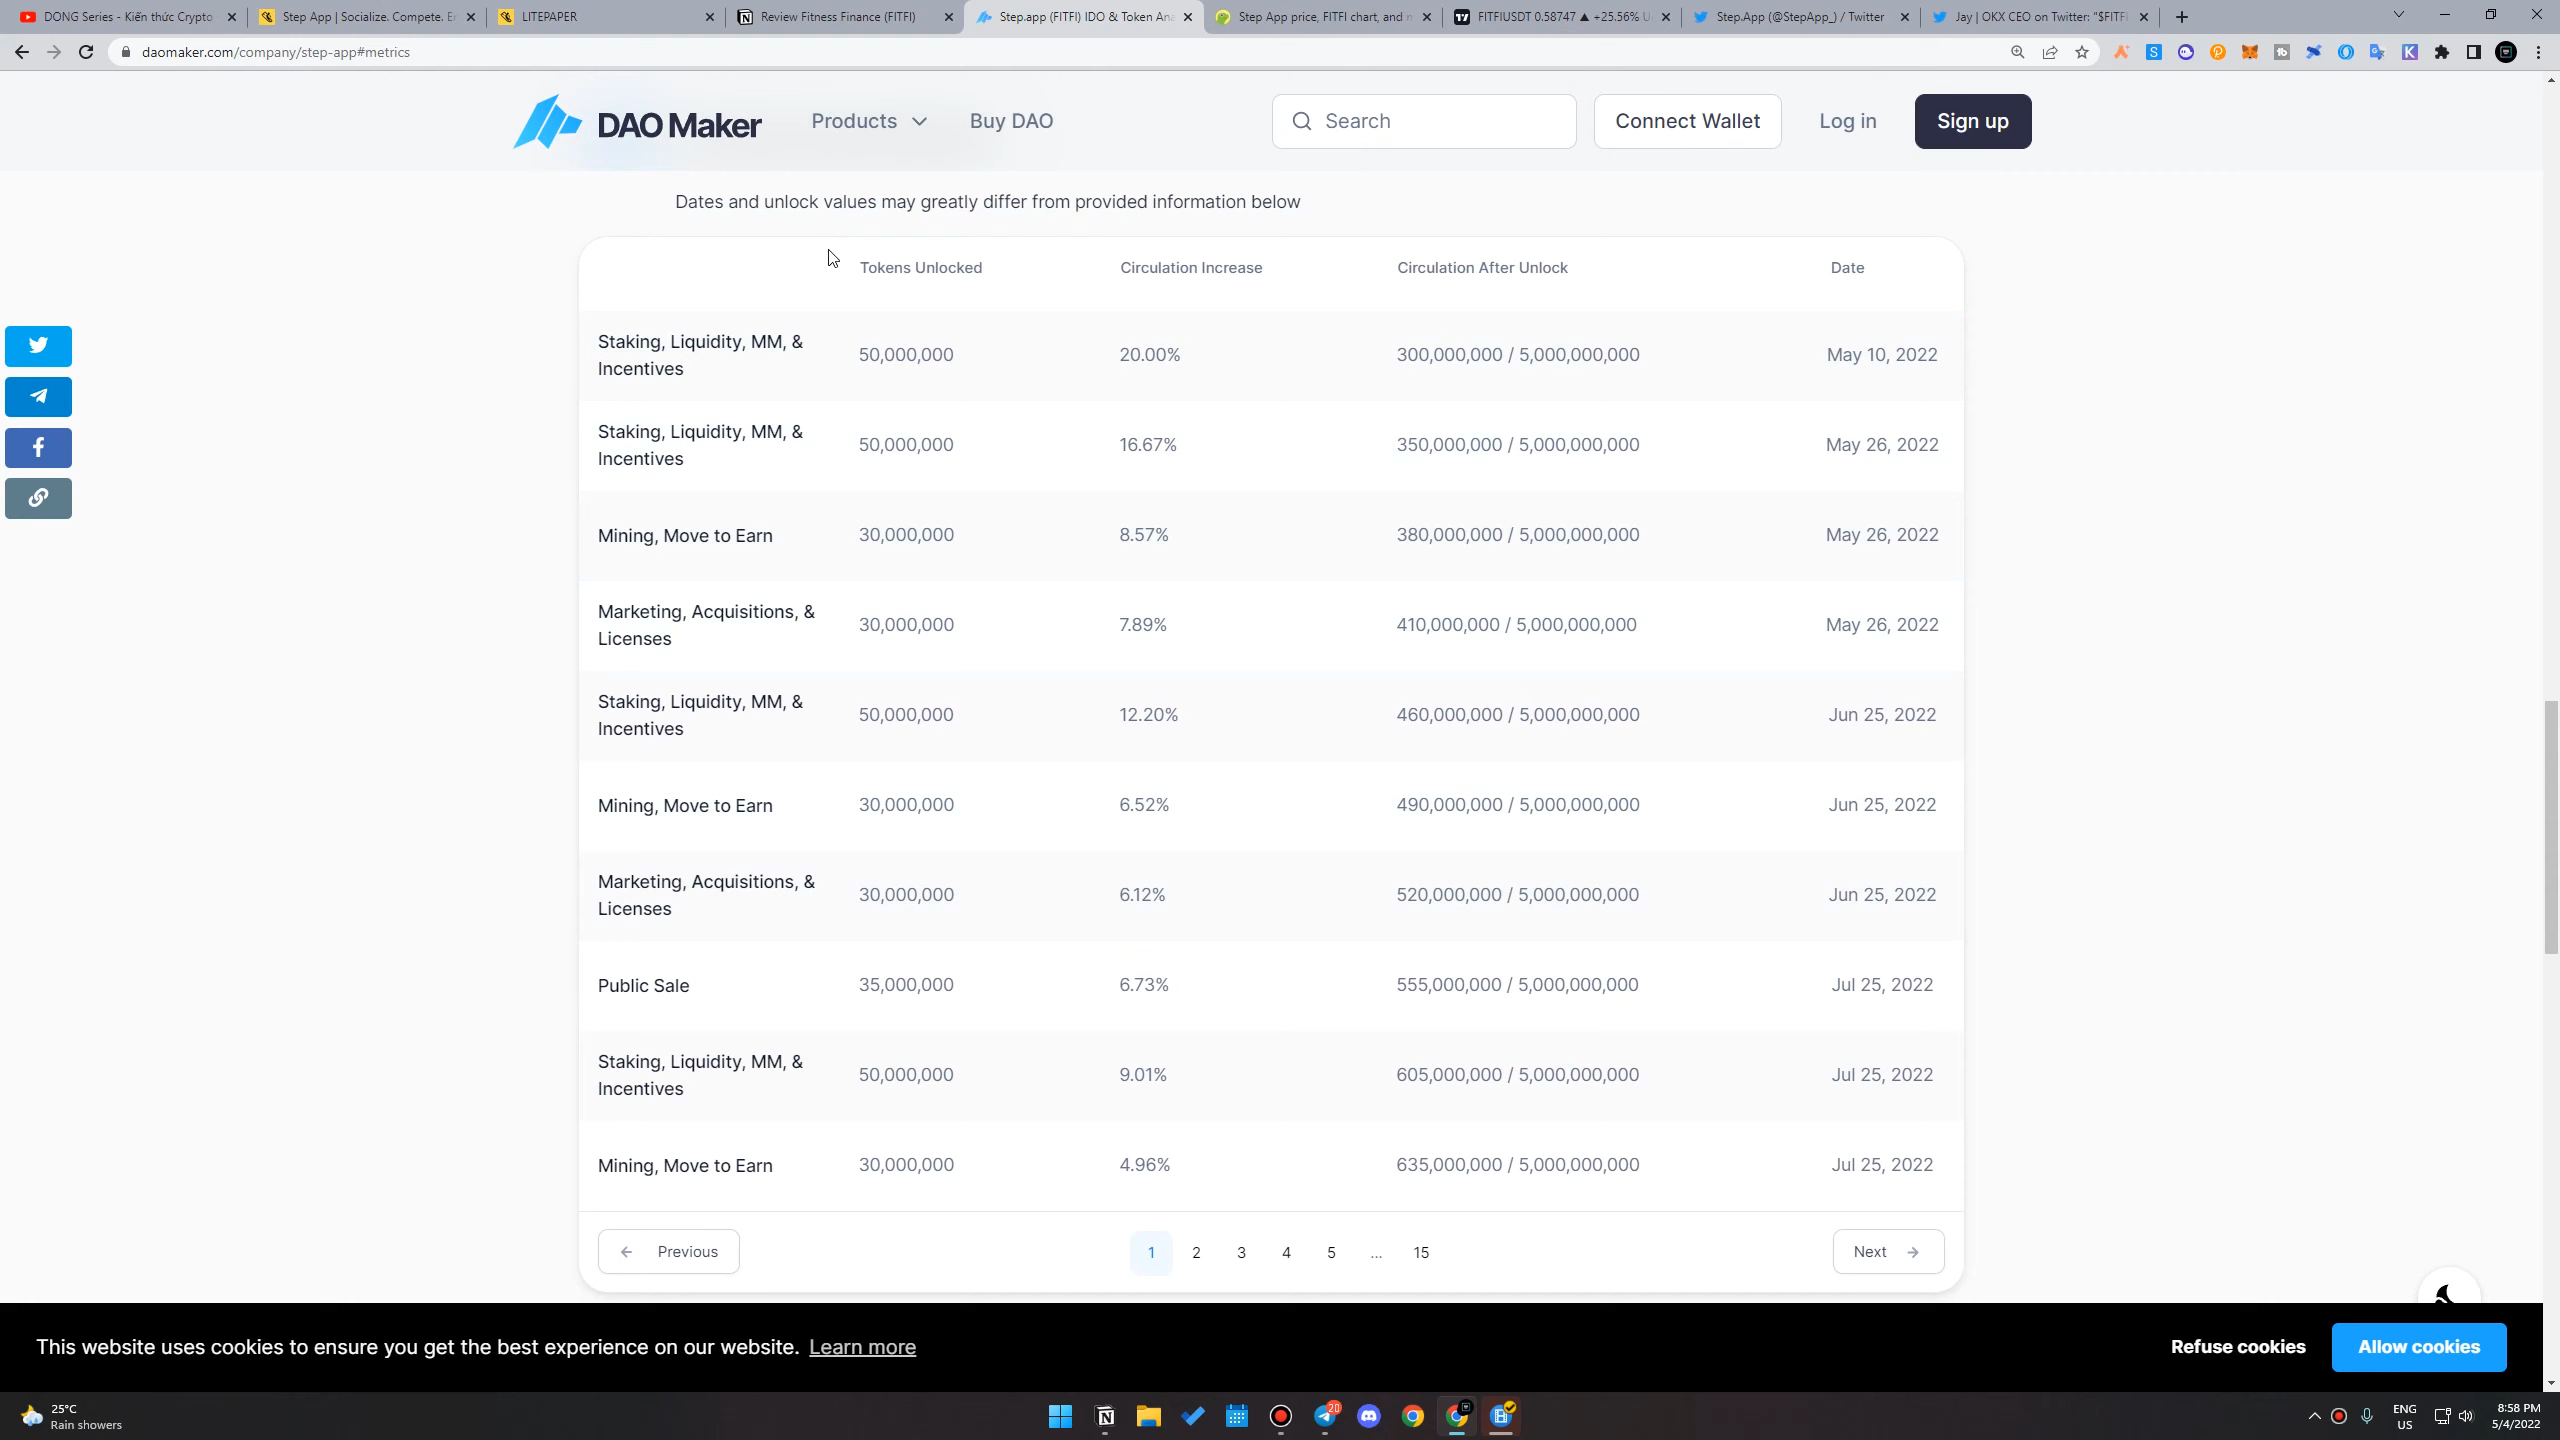 DONG Series - Kiến thức Crypto
Step App | Socialize. Compete. E
LITEPAPER
Review Fitness Finance (FITFI)
Step.app (FITFI) IDO & Token An
Step App price, FITFI chart, and
FITFIUSDT 0.58747 ▲ +25.56% U
Step.App (@StepApp_) / Twitter
Jay | OKX CEO on Twitter: "$FITF
daomaker.com/company/step-app#metrics
DAO Maker
Products
Buy DAO
Search
Connect Wallet
Log in
Sign up
Dates and unlock values may greatly differ from provided information below
Tokens Unlocked Circulation Increase Circulation After Unlock Date
Staking, Liquidity, MM, &
Incentives
50,000,000 20.00% 300,000,000 / 5,000,000,000 May 10, 2022
Staking, Liquidity, MM, &
Incentives
50,000,000 16.67% 350,000,000 / 5,000,000,000 May 26, 2022
Mining, Move to Earn 30,000,000 8.57% 380,000,000 / 5,000,000,000 May 26, 2022
Marketing, Acquisitions, &
Licenses
30,000,000 7.89% 410,000,000 / 5,000,000,000 May 26, 2022
Staking, Liquidity, MM, &
Incentives
50,000,000 12.20% 460,000,000 / 5,000,000,000 Jun 25, 2022
Mining, Move to Earn 30,000,000 6.52% 490,000,000 / 5,000,000,000 Jun 25, 2022
Marketing, Acquisitions, &
Licenses
30,000,000 6.12% 520,000,000 / 5,000,000,000 Jun 25, 2022
Public Sale 35,000,000 6.73% 555,000,000 / 5,000,000,000 Jul 25, 2022
Staking, Liquidity, MM, &
Incentives
50,000,000 9.01% 605,000,000 / 5,000,000,000 Jul 25, 2022
Mining, Move to Earn 30,000,000 4.96% 635,000,000 / 5,000,000,000 Jul 25, 2022
Previous 1 2 3 4 5 ... 15 Next
This website uses cookies to ensure you get the best experience on our website. Learn more
Refuse cookies
Allow cookies
25°C
Rain showers
20
ENG
US
8:58 PM
5/4/2022